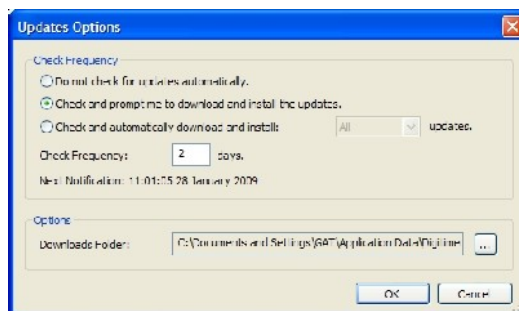 Updates Options
Check Frequency
Do not check for updates automatically.
Check and prompt me to download and install the updates.
Check and automatically download and install: All updates.
Check Frequency: 2 days.
Next Notification: 11:01:05 28 January 2009
Options
Downloads Folder: C:\Documents and Settings\GAT\Application Data\Digitime ...
OK Cancel